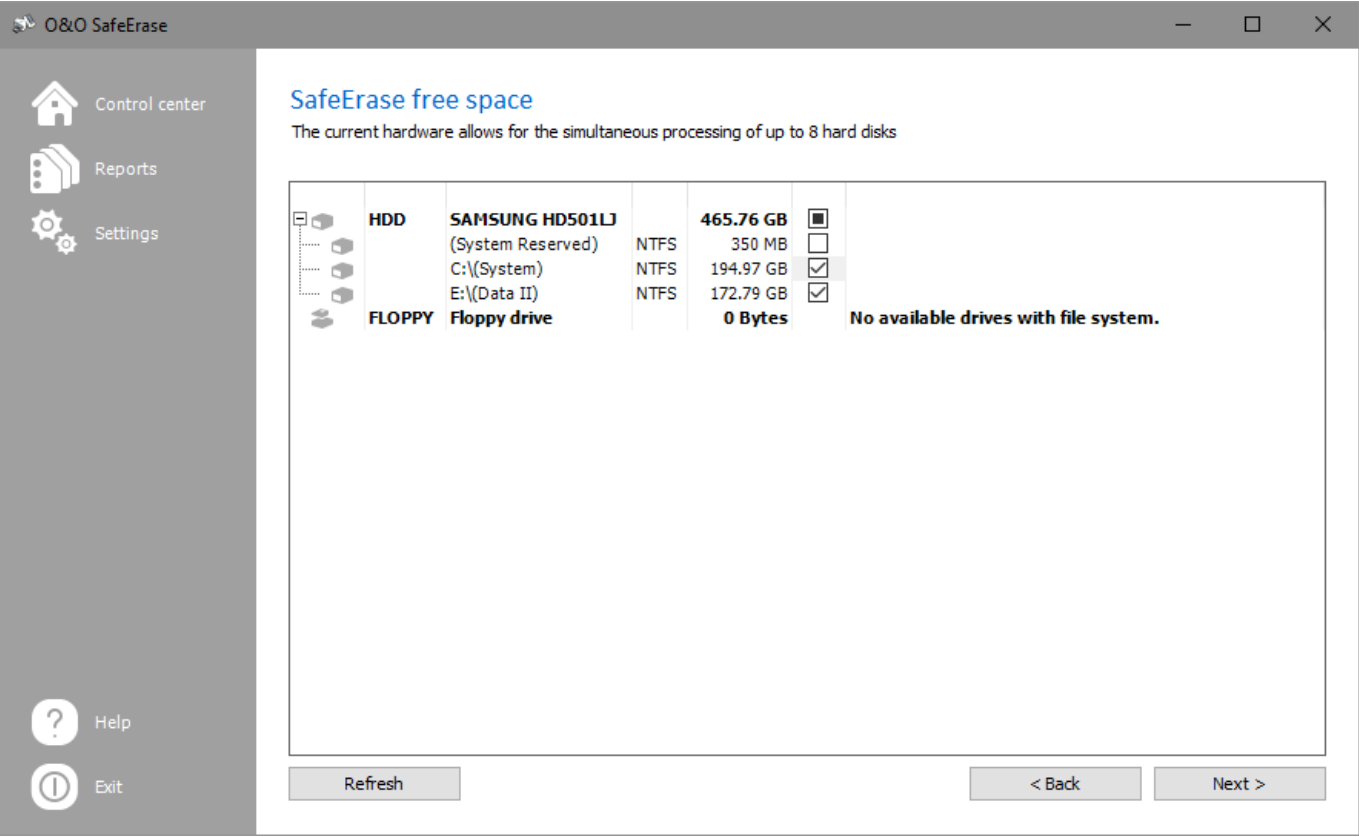 O&O SafeErase
Control center
Reports
Settings
Help
Exit
SafeErase free space
The current hardware allows for the simultaneous processing of up to 8 hard disks
HDD SAMSUNG HD501LJ 465.76 GB
(System Reserved) NTFS 350 MB
C:\(System) NTFS 194.97 GB
E:\(Data II) NTFS 172.79 GB
FLOPPY Floppy drive 0 Bytes No available drives with file system.
Refresh < Back Next >